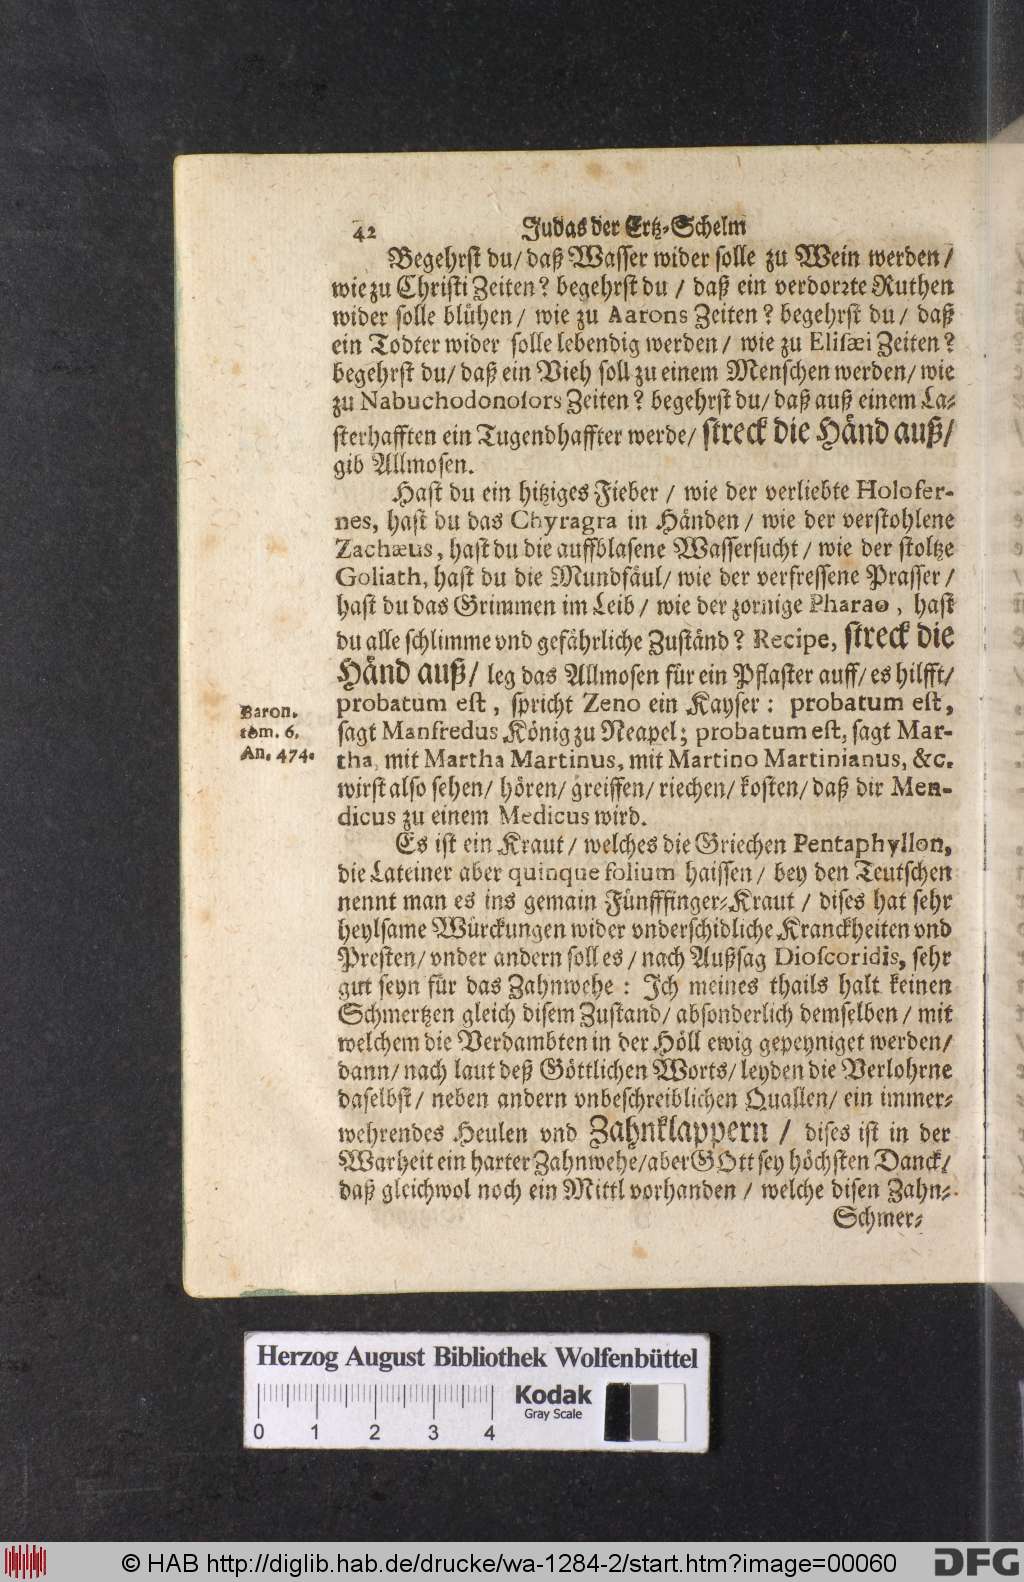 42 Judas der Ertz-Schelm
Begehrst du/ daß Wasser wider solle zu Wein werden/
wie zu Christi Zeiten? begehrst du / daß ein verdorzte Ruthen
wider solle blühen / wie zu Aarons Zeiten? begehrst du / daß
ein Todter wider solle lebendig werden / wie zu Elisæi Zeiten?
begehrst du/ daß ein Vieh soll zu einem Menschen werden/ wie
zu Nabuchodonosors Zeiten? begehrst du/ daß auß einem La-
sterhafften ein Tugendhaffter werde/ streck die Händ auß/
gib Allmosen.
Hast du ein hitziges Fieber / wie der verliebte Holofer-
nes, hast du das Chyragra in Händen / wie der verstohlene
Zachæus, hast du die auffblasene Wassersucht / wie der stoltze
Goliath, hast du die Mundfäul/ wie der verfressene Prasser /
hast du das Grimmen im Leib / wie der zornige Pharao, hast
du alle schlimme vnd gefährliche Zuständ? Recipe, streck die
Händ auß/ leg das Allmosen für ein Pflaster auff/ es hilfft/
probatum est, spricht Zeno ein Kayser: probatum est,
sagt Manfredus König zu Neapel; probatum est, sagt Mar-
tha, mit Martha Martinus, mit Martino Martinianus, &c.
wirst also sehen/ hören/ greiffen/ riechen/ kosten/ daß dir Men-
dicus zu einem Medicus wird.
Baron.
tom. 6.
An. 474.
Es ist ein Kraut / welches die Griechen Pentaphyllon,
die Lateiner aber quinque folium haissen / bey den Teutschen
nennt man es ins gemain Fünfffinger-Kraut / dises hat sehr
heylsame Würckungen wider vnderschidliche Kranckheiten vnd
Presten/ vnder andern soll es / nach Außsag Dioscoridis, sehr
gut seyn für das Zahnwehe: Ich meines thails halt keinen
Schmertzen gleich disem Zustand/ absonderlich demselben / mit
welchem die Verdambten in der Höll ewig gepeyniget werden/
dann/ nach laut deß Göttlichen Worts/ leyden die Verlohrne
daselbst / neben andern vnbeschreiblichen Quallen/ ein immer-
wehrendes Heulen vnd Zahnklappern / dises ist in der
Warheit ein harter Zahnwehe/ aber GOtt sey höchsten Danck/
daß gleichwol noch ein Mittl vorhanden / welche disen Zahn-
Schmer-
Herzog August Bibliothek Wolfenbüttel
Kodak
Gray Scale
0 1 2 3 4
© HAB http://diglib.hab.de/drucke/wa-1284-2/start.htm?image=00060
DFG